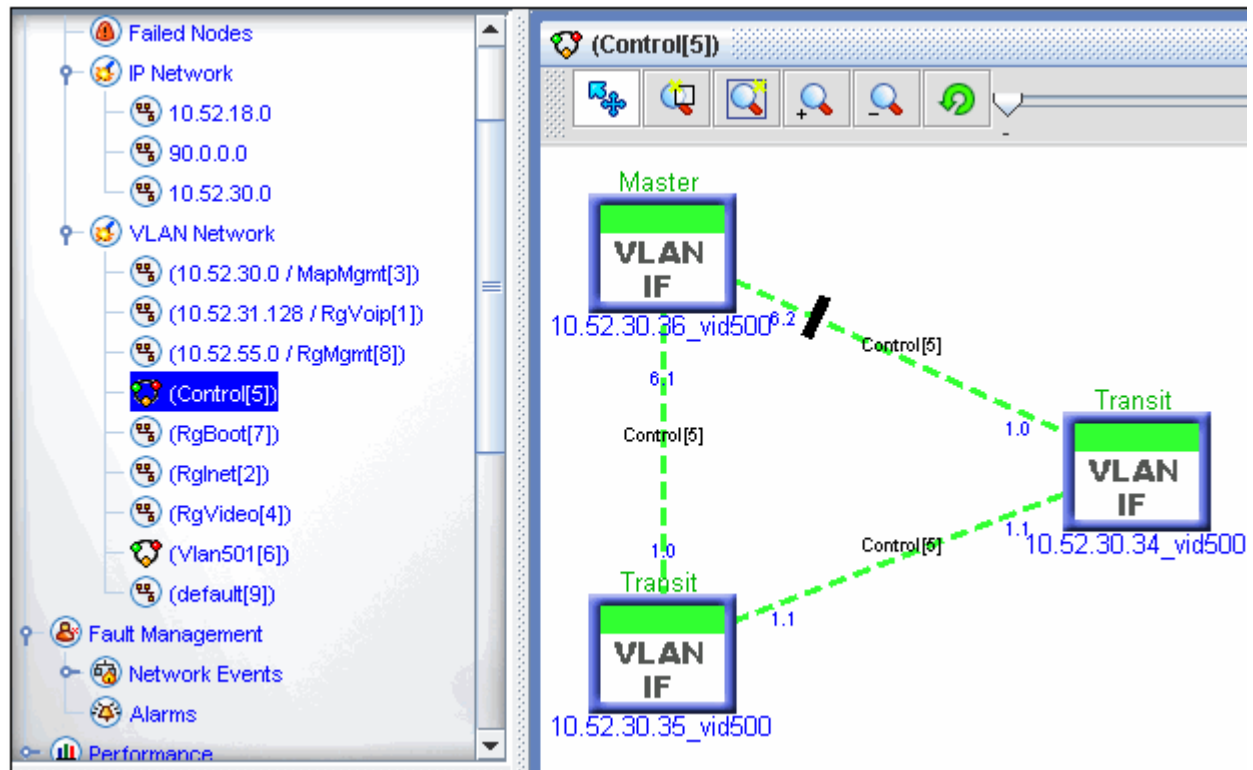 Failed Nodes
IP Network
10.52.18.0
90.0.0.0
10.52.30.0
VLAN Network
(10.52.30.0 / MapMgmt[3])
(10.52.31.128 / RgVoip[1])
(10.52.55.0 / RgMgmt[8])
(Control[5])
(RgBoot[7])
(RgInet[2])
(RgVideo[4])
(Vlan501[6])
(default[9])
Fault Management
Network Events
Alarms
Performance
(Control[5])
Master
VLAN
IF
10.52.30.36_vid500
6.2
Control[5]
6.1
Control[5]
1.0
Transit
VLAN
IF
10.52.30.34_vid500
1.1
Control[5]
1.0
Transit
1.1
VLAN
IF
10.52.30.35_vid500